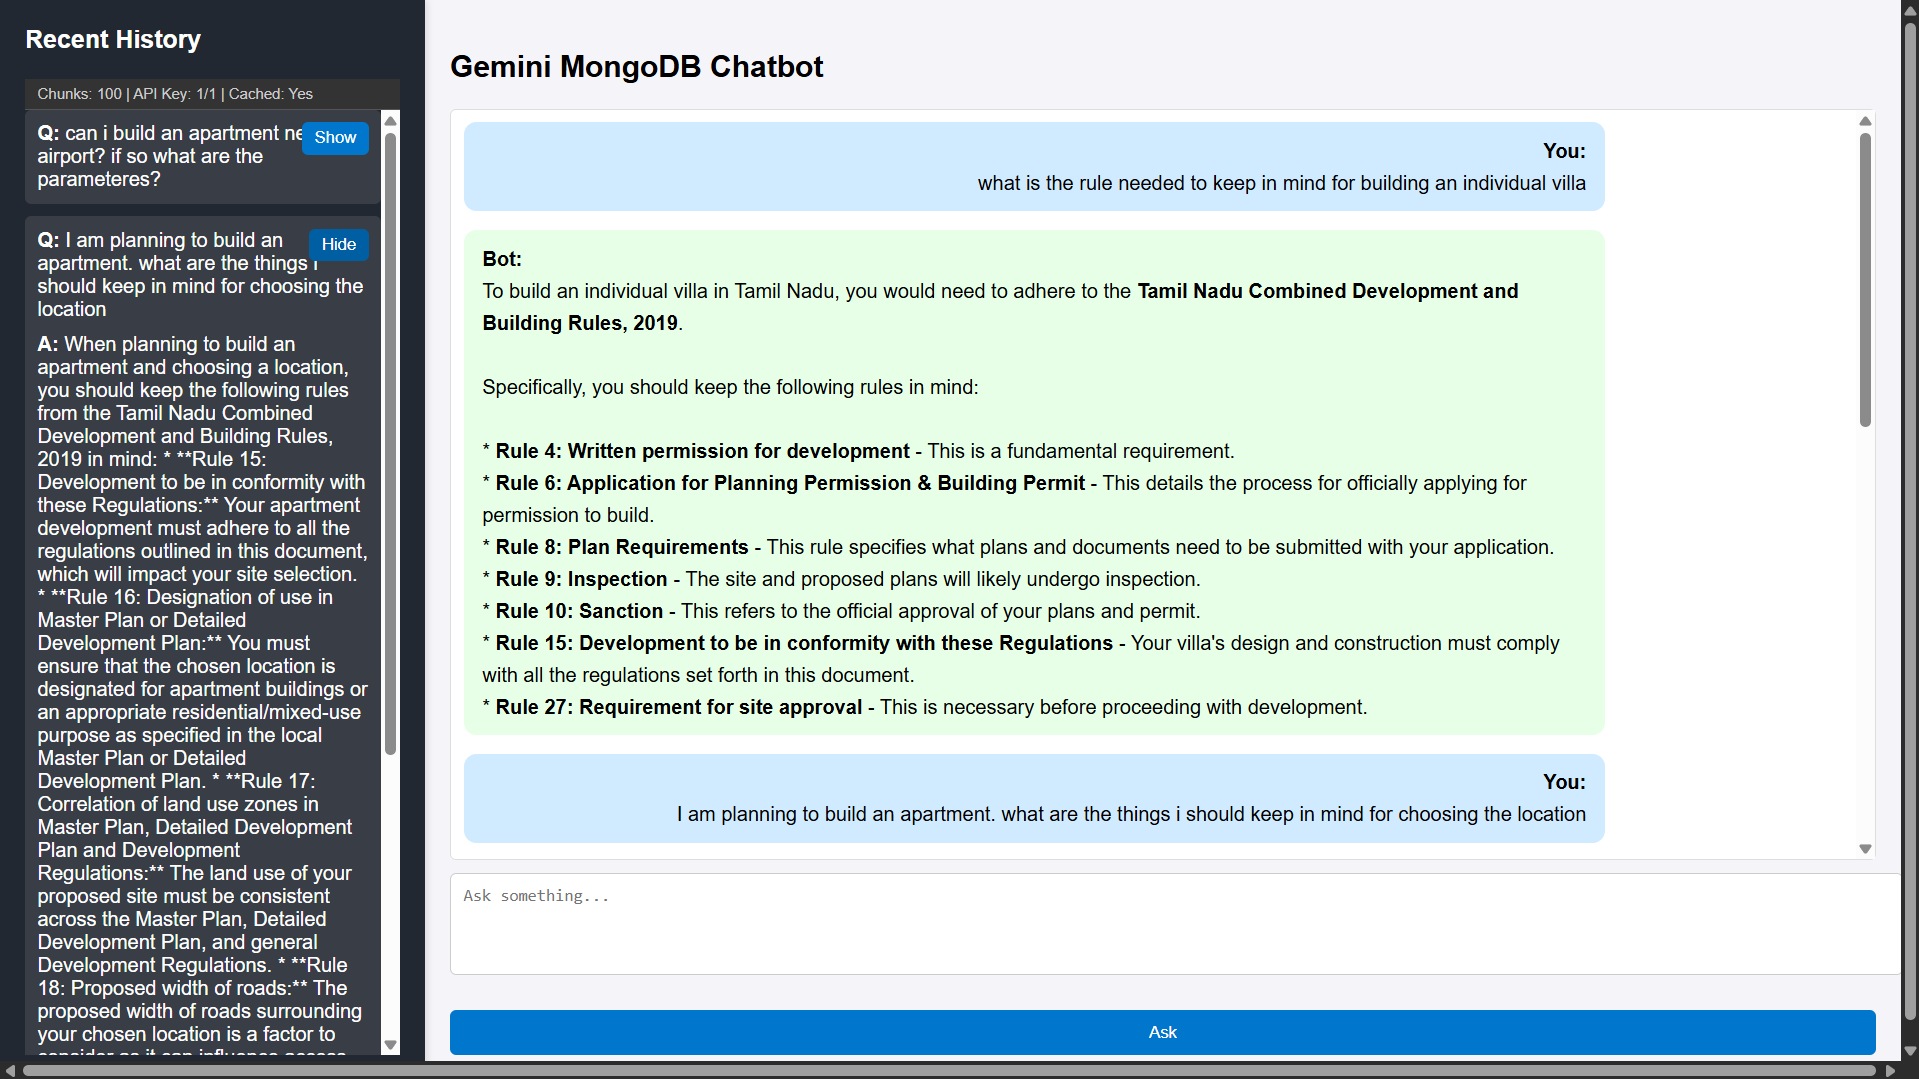 Recent History
Chunks: 100 | API Key: 1/1 | Cached: Yes
Q: can i build an apartment
Show
airport? if so what are the
parameteres?
Q: I am planning to build an
Hide
apartment. what are the things
should keep in mind for choosing the
location
A: When planning to build an
apartment and choosing a location,
you should keep the following rules
from the Tamil Nadu Combined
Development and Building Rules,
2019 in mind: * **Rule 15:
Development to be in conformity with
these Regulations:** Your apartment
development must adhere to all the
regulations outlined in this document,
which will impact your site selection.
* **Rule 16: Designation of use in
Master Plan or Detailed
Development Plan:** You must
ensure that the chosen location is
designated for apartment buildings or
an appropriate residential/mixed-use
purpose as specified in the local
Master Plan or Detailed
Development Plan. * **Rule 17:
Correlation of land use zones in
Master Plan, Detailed Development
Plan and Development
Regulations:** The land use of your
proposed site must be consistent
across the Master Plan, Detailed
Development Plan, and general
Development Regulations. * **Rule
18: Proposed width of roads:** The
proposed width of roads surrounding
your chosen location is a factor to
Gemini MongoDB Chatbot
You:
what is the rule needed to keep in mind for building an individual villa
Bot:
To build an individual villa in Tamil Nadu, you would need to adhere to the Tamil Nadu Combined Development and
Building Rules, 2019.
Specifically, you should keep the following rules in mind:
* Rule 4: Written permission for development - This is a fundamental requirement.
* Rule 6: Application for Planning Permission & Building Permit - This details the process for officially applying for
permission to build.
* Rule 8: Plan Requirements - This rule specifies what plans and documents need to be submitted with your application.
* Rule 9: Inspection - The site and proposed plans will likely undergo inspection.
* Rule 10: Sanction - This refers to the official approval of your plans and permit.
* Rule 15: Development to be in conformity with these Regulations - Your villa's design and construction must comply
with all the regulations set forth in this document.
* Rule 27: Requirement for site approval - This is necessary before proceeding with development.
You:
I am planning to build an apartment. what are the things i should keep in mind for choosing the location
Ask something...
Ask